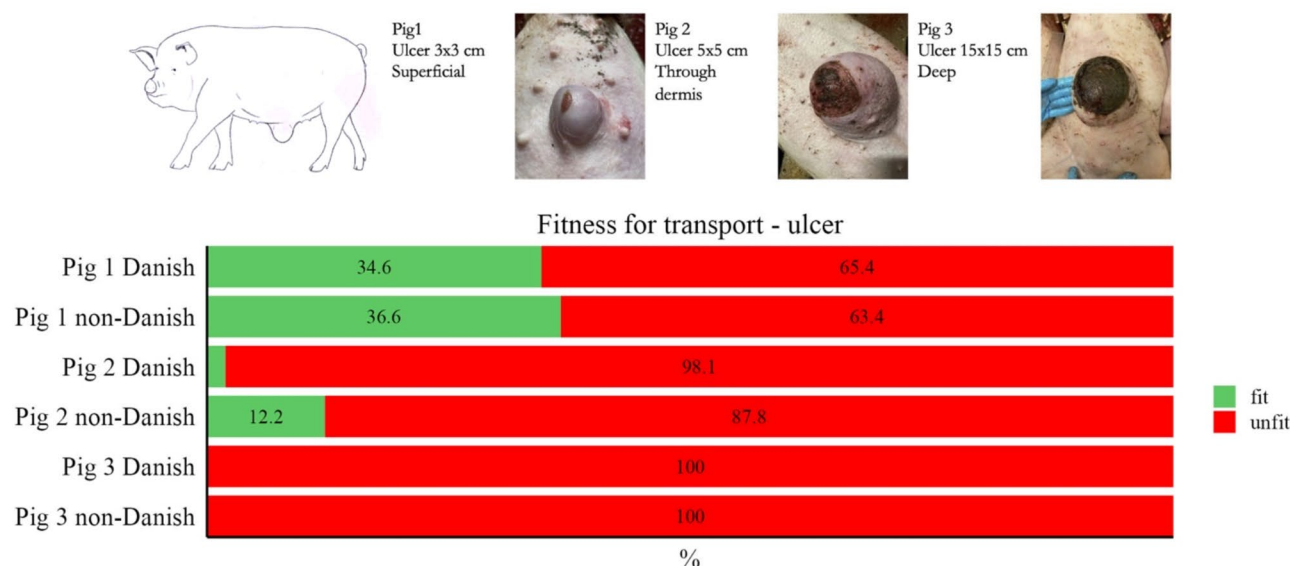 Pig1
Ulcer 3x3 cm
Superficial
Pig 2
Ulcer 5x5 cm
Through
dermis
Pig 3
Ulcer 15x15 cm
Deep
Fitness for transport - ulcer
Pig 1 Danish
34.6
65.4
Pig 1 non-Danish
36.6
63.4
Pig 2 Danish
98.1
Pig 2 non-Danish
12.2
87.8
Pig 3 Danish
100
Pig 3 non-Danish
100
fit
unfit
%